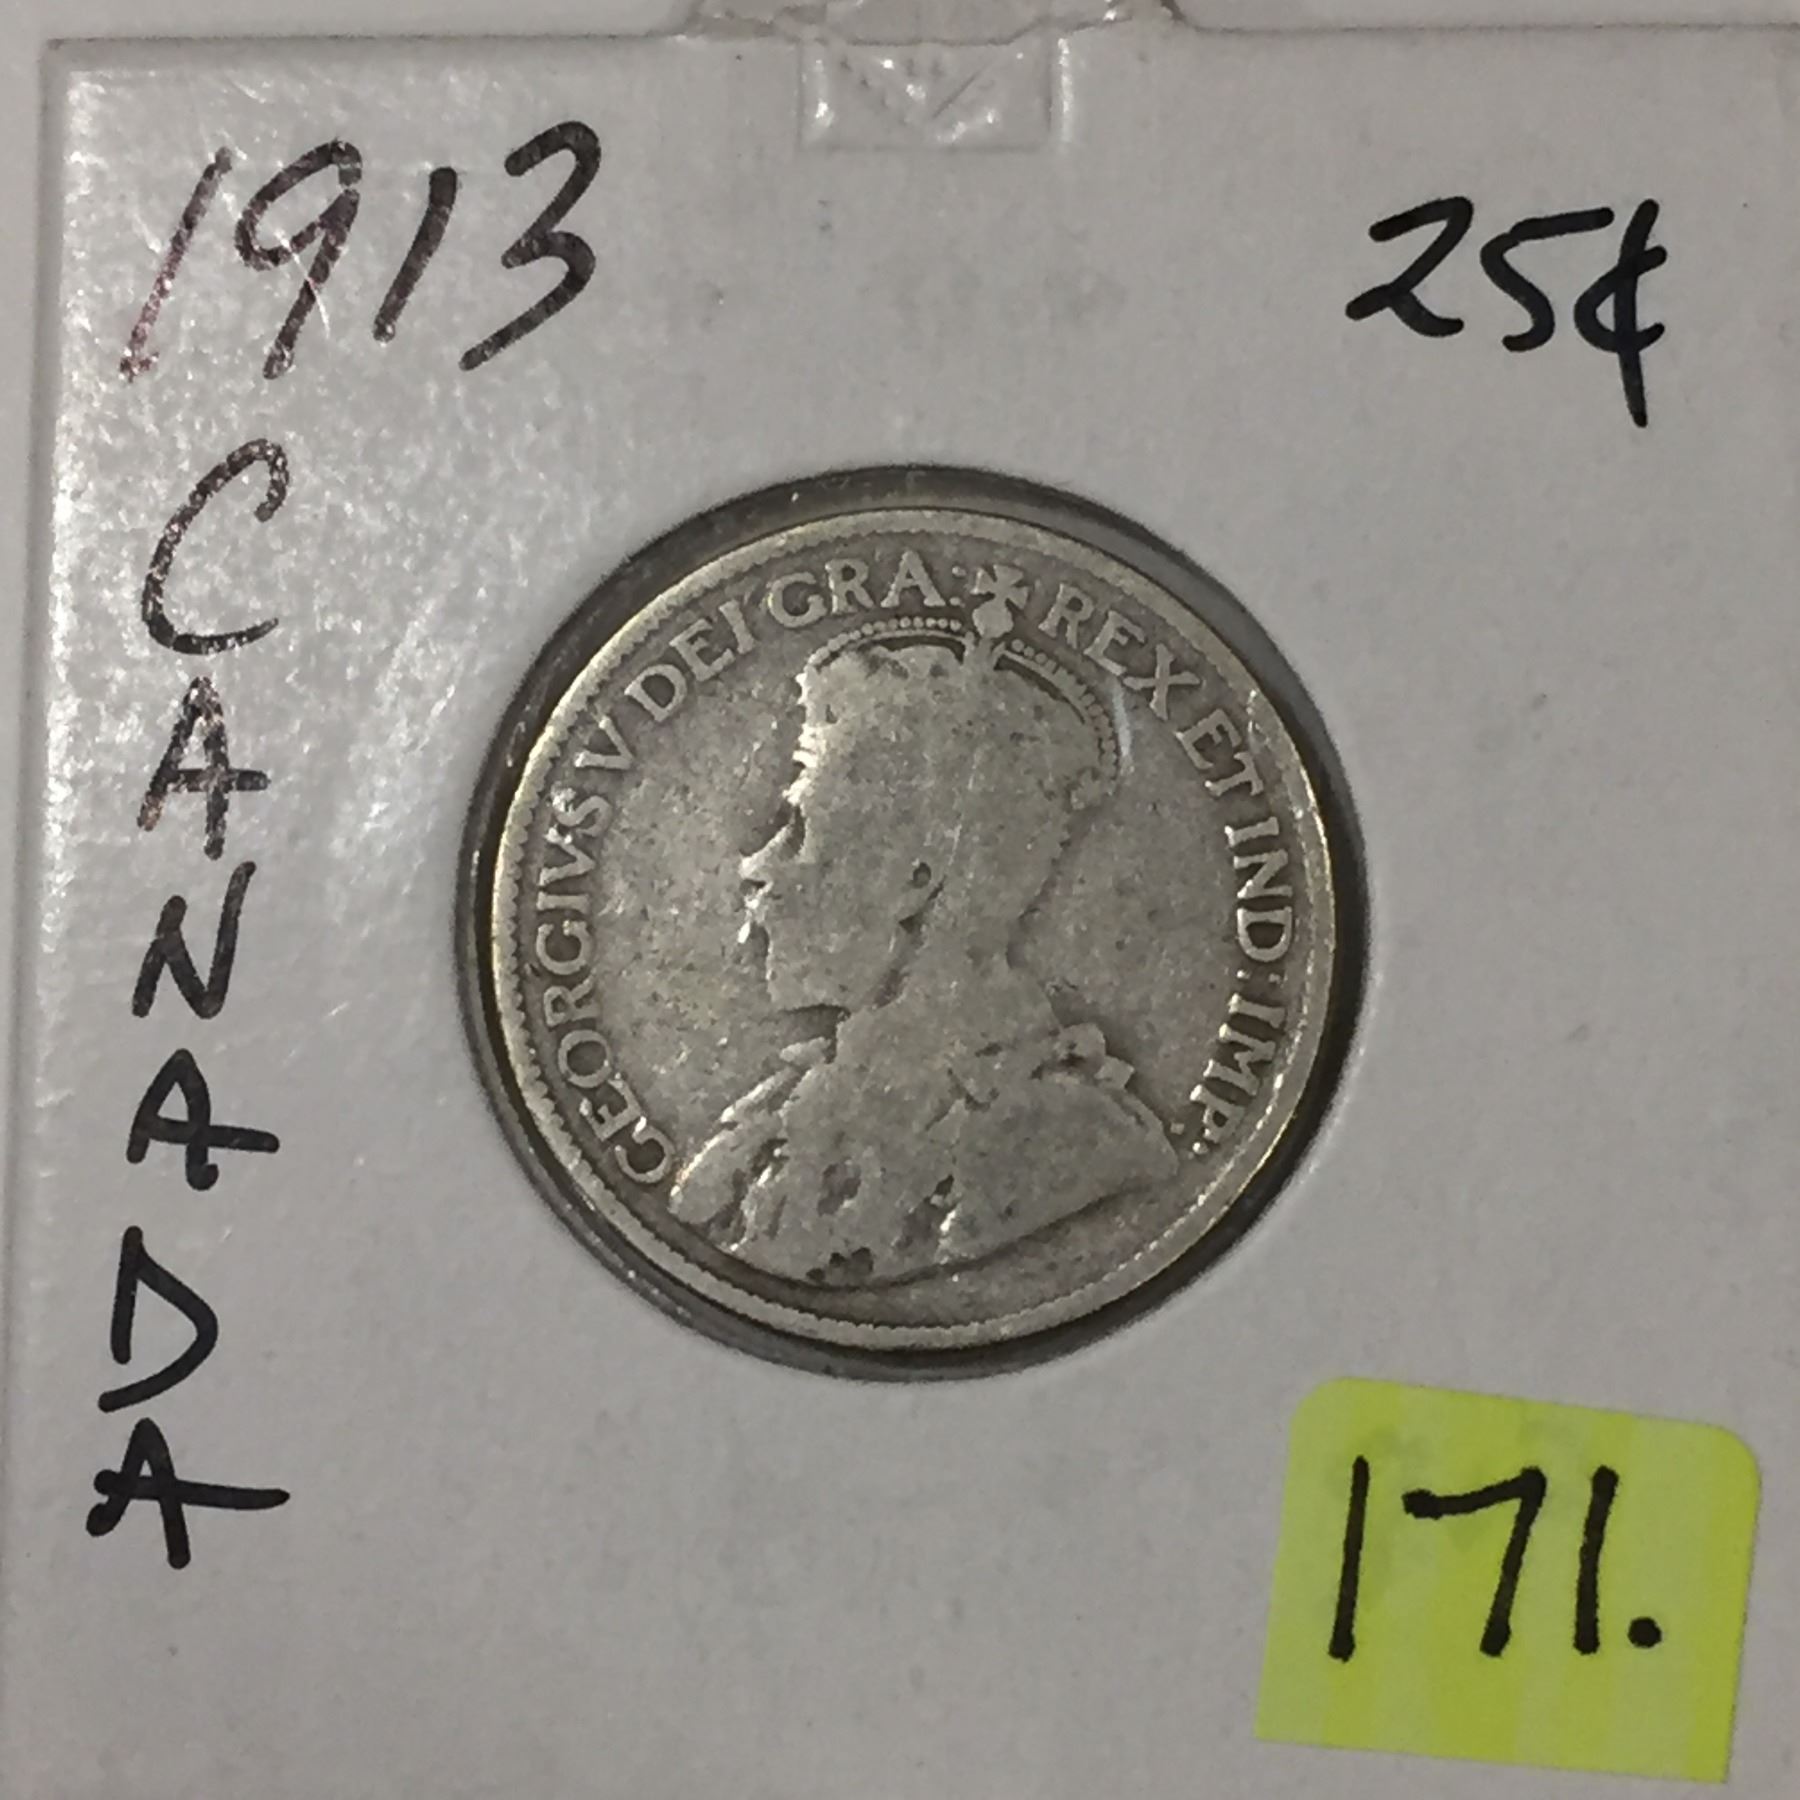 1913
25¢
CANADA
GEORGIVS V DEI GRA: REX ET IND: IMP:
171.